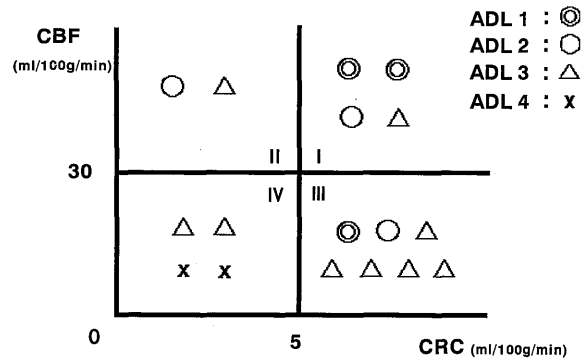 CBF
(ml/100g/min)
ADL 1 :
ADL 2 :
ADL 3 :
ADL 4 : x
II I
30
IV III
x x
0
5
CRC (ml/100g/min)